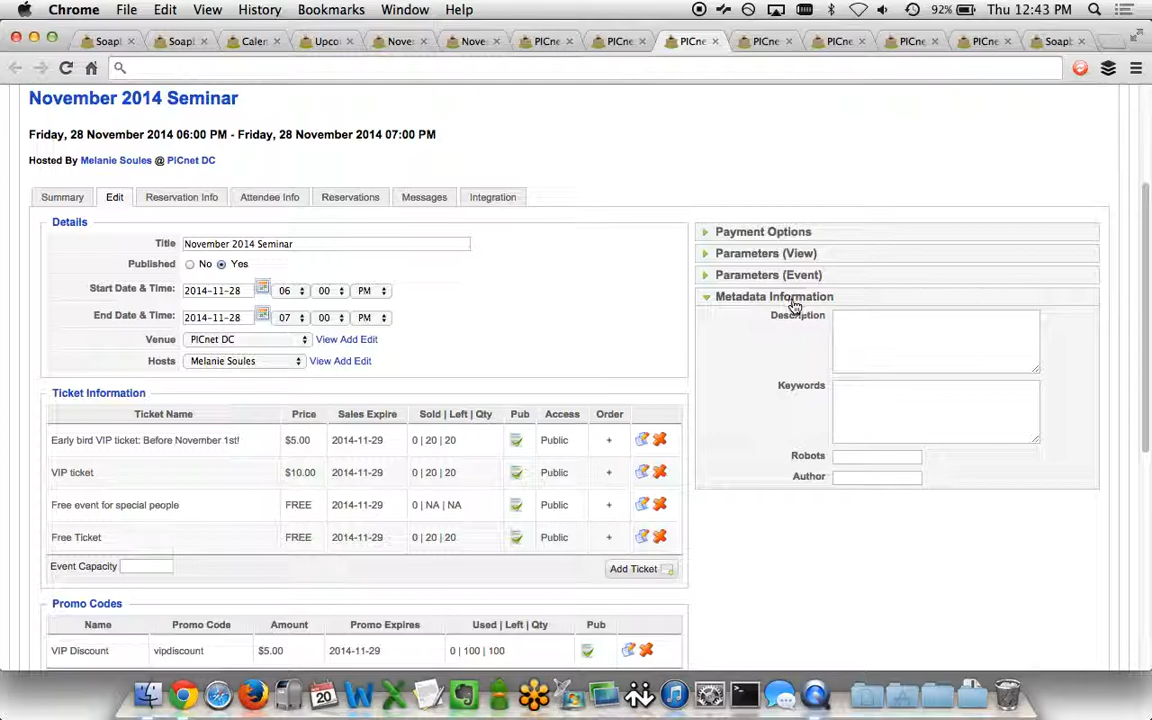 Chrome File Edit View History Bookmarks Window Help 92% Thu 12:43 PM
Soapl Soapl Calen Upco Nove Nove PICne PICne PICne PICne PICne PICne PICne Soapl
November 2014 Seminar
Friday, 28 November 2014 06:00 PM - Friday, 28 November 2014 07:00 PM
Hosted By Melanie Soules @ PICnet DC
Summary Edit Reservation Info Attendee Info Reservations Messages Integration
Details
Title November 2014 Seminar
Published No Yes
Start Date & Time: 2014-11-28 06 00 PM
End Date & Time: 2014-11-28 07 00 PM
Venue PICnet DC View Add Edit
Hosts Melanie Soules View Add Edit
Ticket Information
Ticket Name Price Sales Expire Sold | Left | Qty Pub Access Order
Early bird VIP ticket: Before November 1st! $5.00 2014-11-29 0 | 20 | 20 Public +
VIP ticket $10.00 2014-11-29 0 | 20 | 20 Public +
Free event for special people FREE 2014-11-29 0 | NA | NA Public +
Free Ticket FREE 2014-11-29 0 | 20 | 20 Public +
Event Capacity Add Ticket
Promo Codes
Name Promo Code Amount Promo Expires Used | Left | Qty Pub
VIP Discount vipdiscount $5.00 2014-11-29 0 | 100 | 100
Payment Options
Parameters (View)
Parameters (Event)
Metadata Information
Description
Keywords
Robots
Author
20